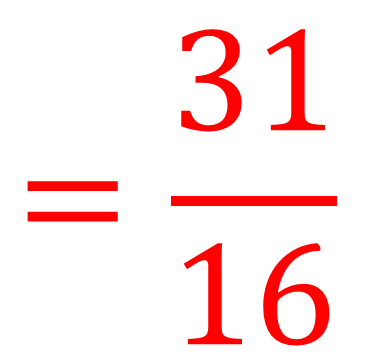 = 31/16